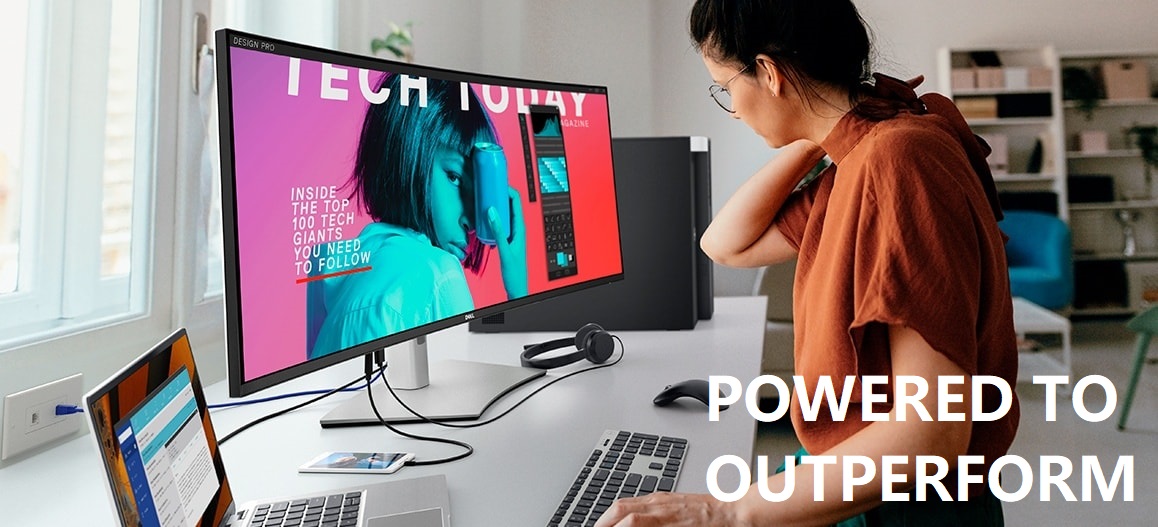 DESIGN PRO
TECH TODAY
MAGAZINE
INSIDE
THE TOP
100 TECH
GIANTS
YOU NEED
TO FOLLOW
DELL
POWERED TO
OUTPERFORM